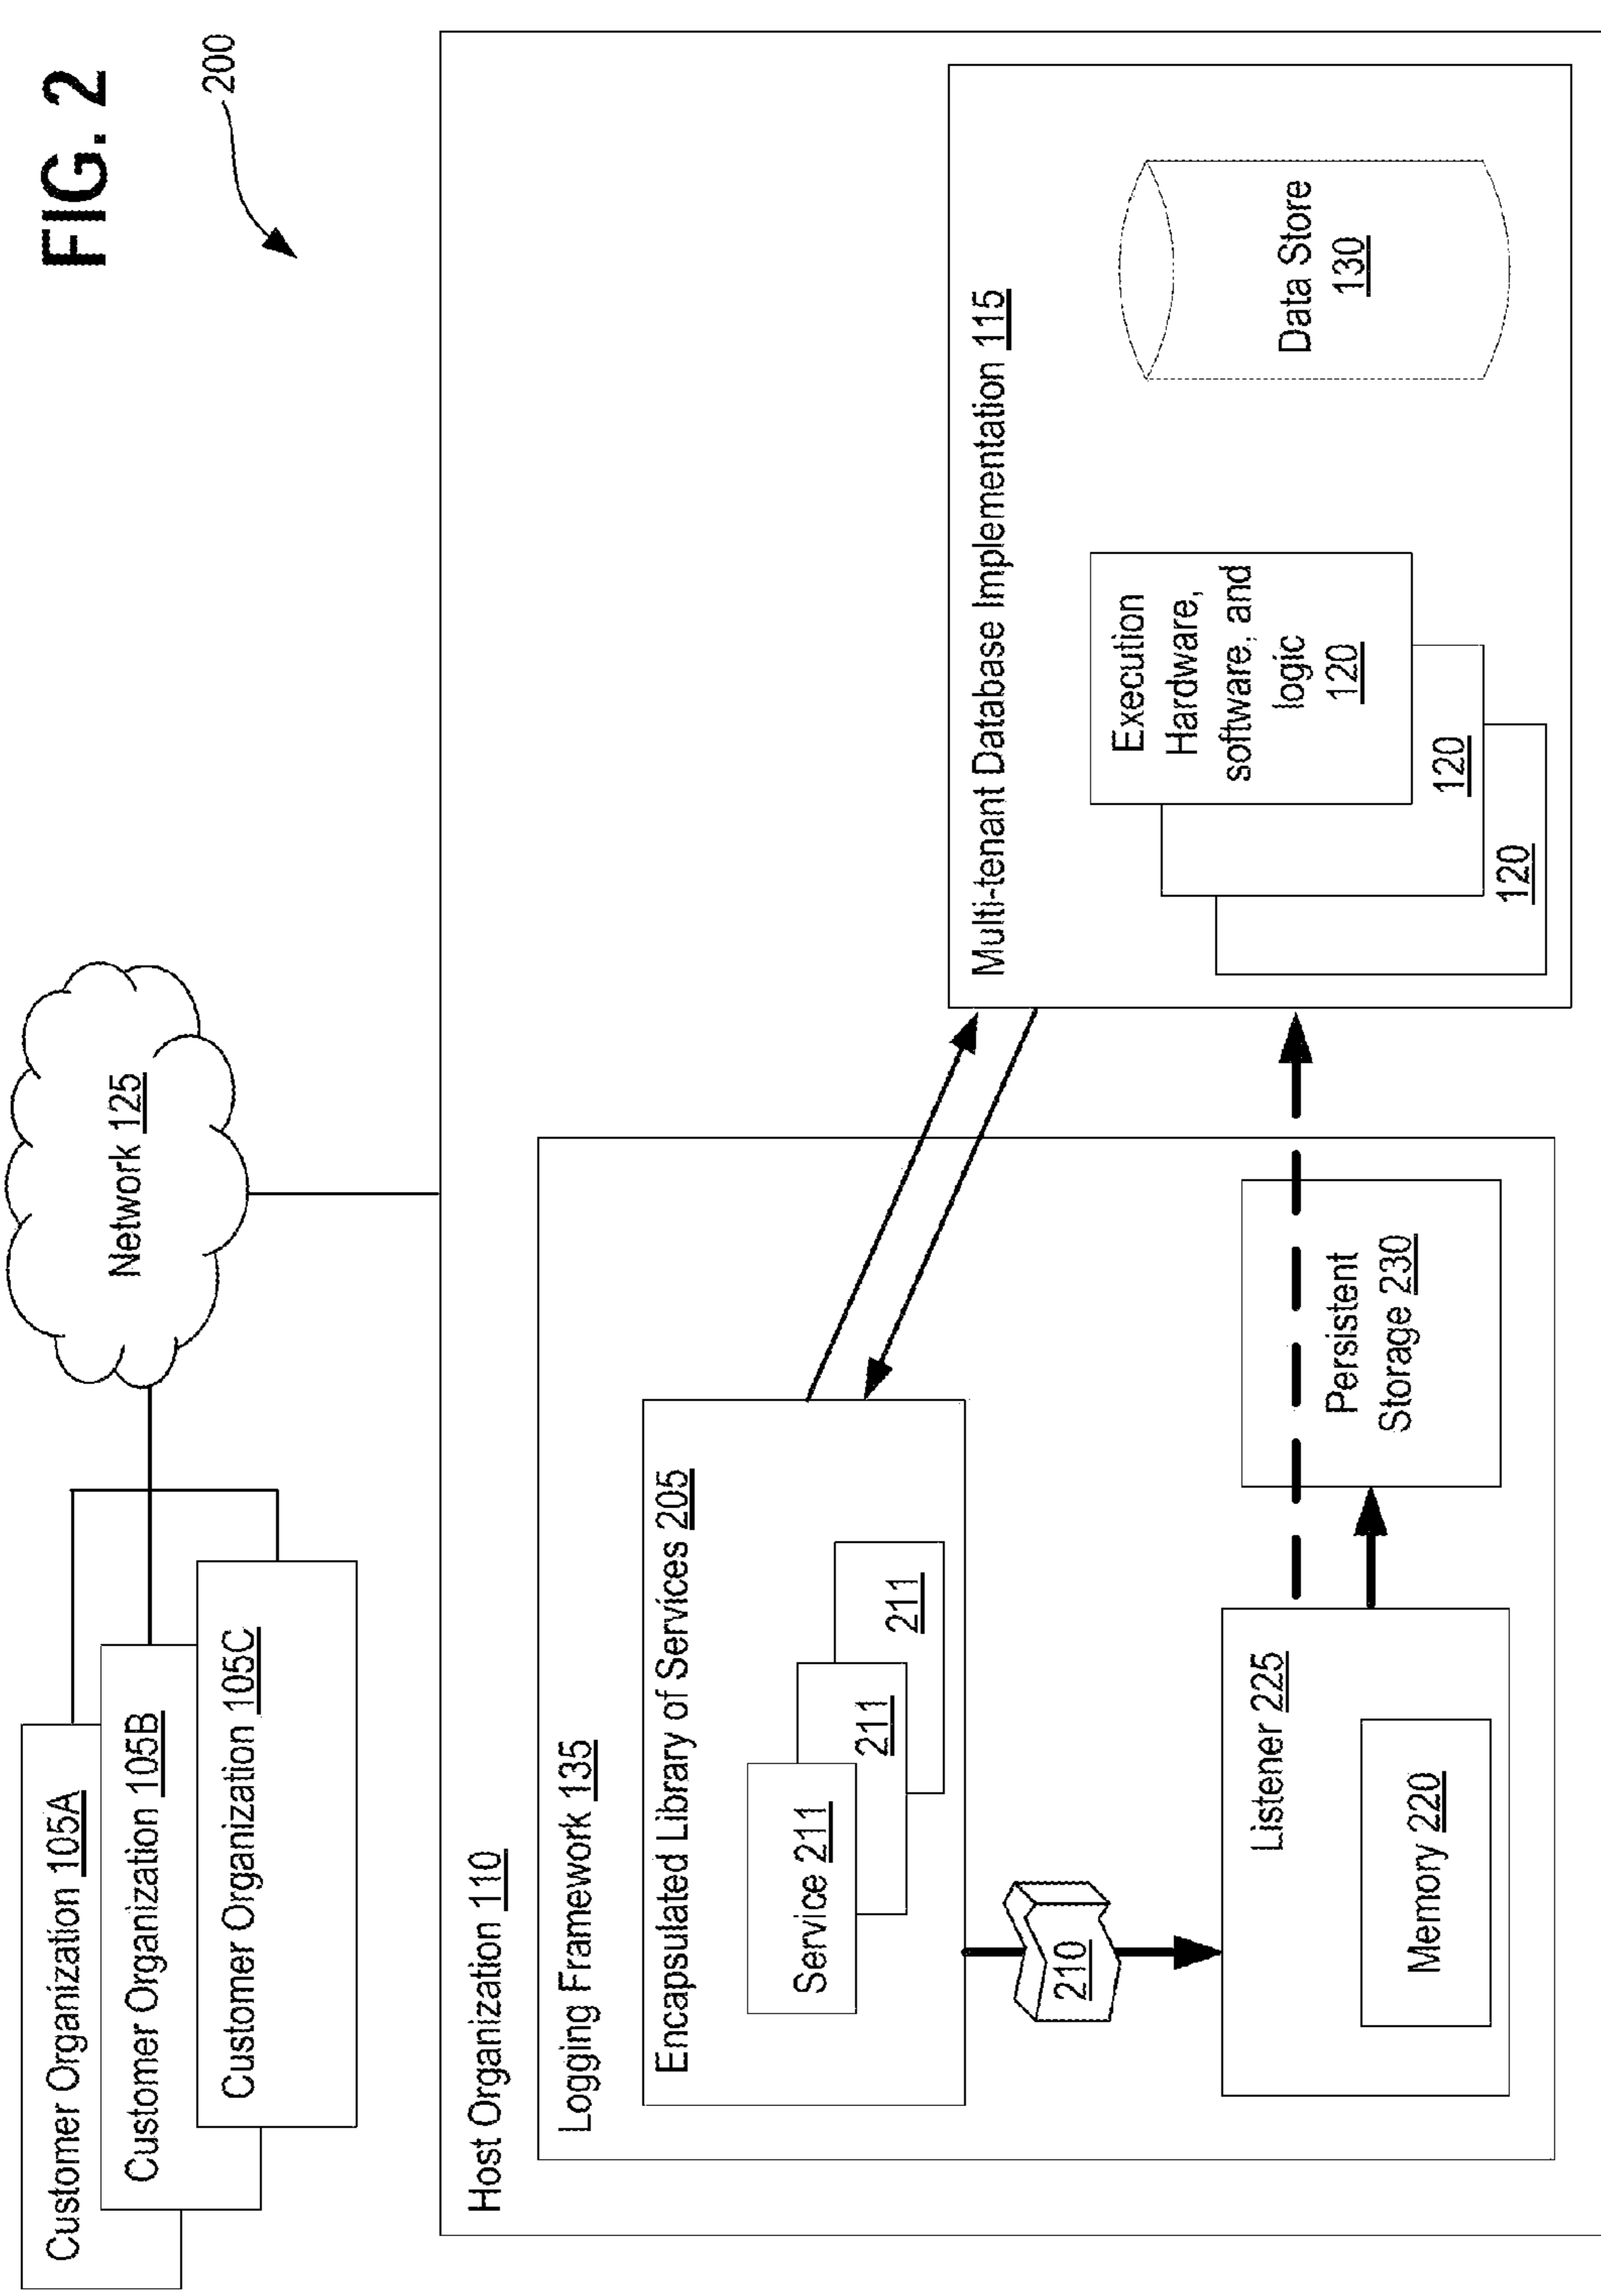 FIG. 2
200
Customer Organization 105A
Customer Organization 105B
Customer Organization 105C
Network 125
Host Organization 110
Logging Framework 135
Encapsulated Library of Services 205
Service 211
211
211
210
Listener 225
Memory 220
Persistent
Storage 230
Multi-tenant Database Implementation 115
Execution
Hardware,
software, and
logic
120
120
120
Data Store
130